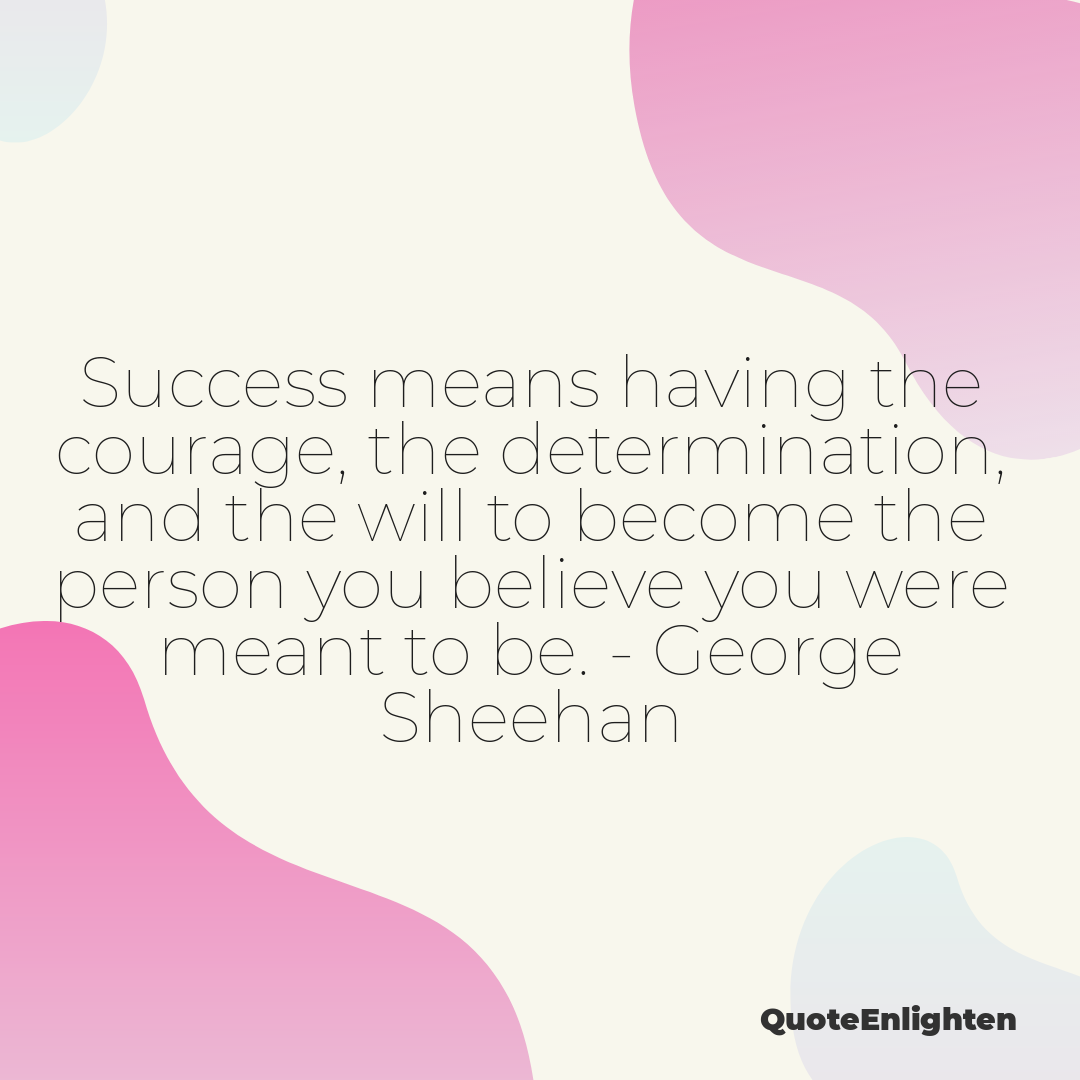 Success means having the
courage, the determination,
and the will to become the
person you believe you were
meant to be. - George
Sheehan
QuoteEnlighten